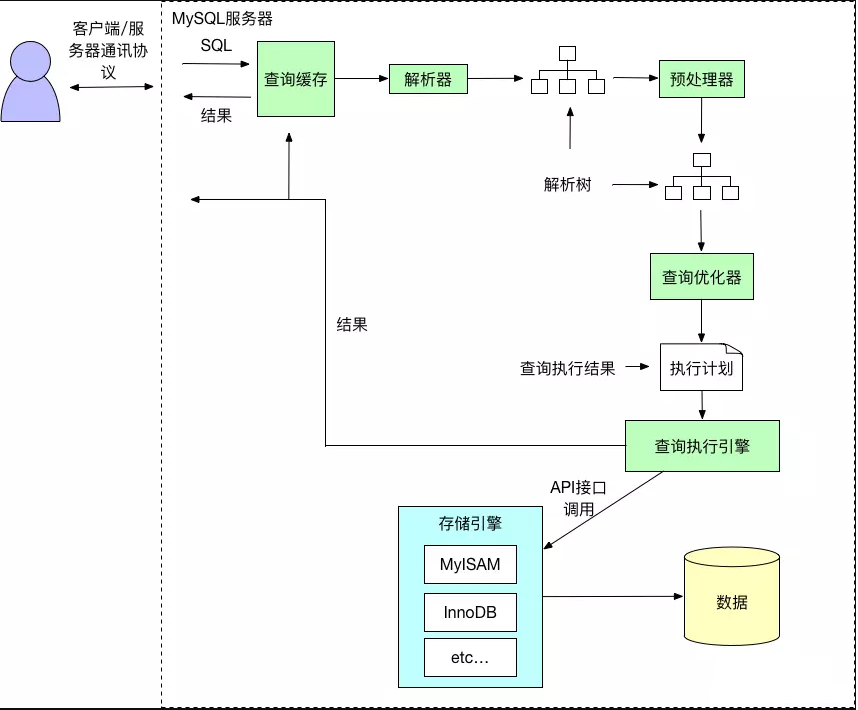 MySQL服务器
客户端/服
务器通讯协
议
SQL
结果
查询缓存
解析器
预处理器
解析树
查询优化器
结果
查询执行结果
执行计划
查询执行引擎
API接口
调用
存储引擎
MyISAM
InnoDB
etc...
数据